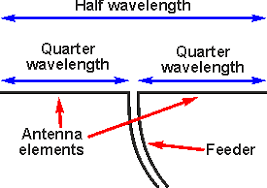 Half wavelength
Quarter
wavelength
Quarter
wavelength
Antenna
elements
Feeder